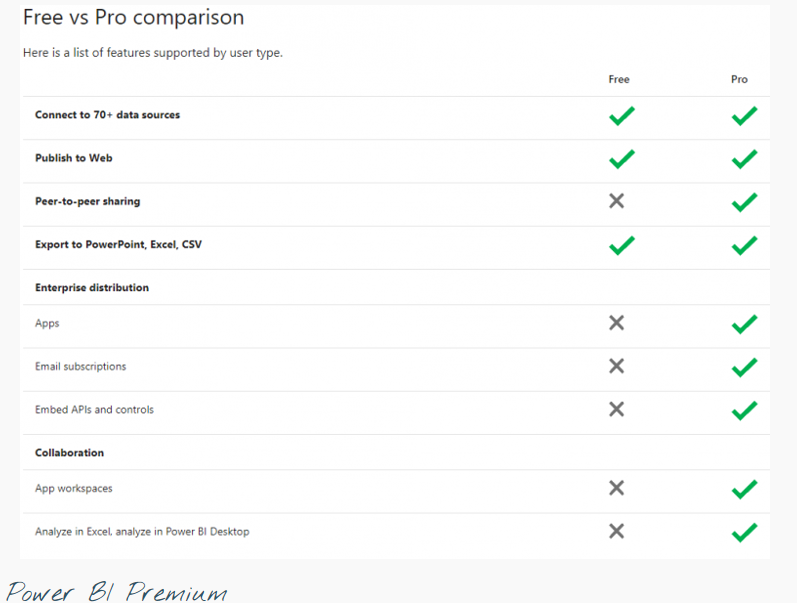 Free vs Pro comparison
Here is a list of features supported by user type.
Free Pro
Connect to 70+ data sources
Publish to Web
Peer-to-peer sharing
Export to PowerPoint, Excel, CSV
Enterprise distribution
Apps
Email subscriptions
Embed APIs and controls
Collaboration
App workspaces
Analyze in Excel, analyze in Power BI Desktop
Power BI Premium